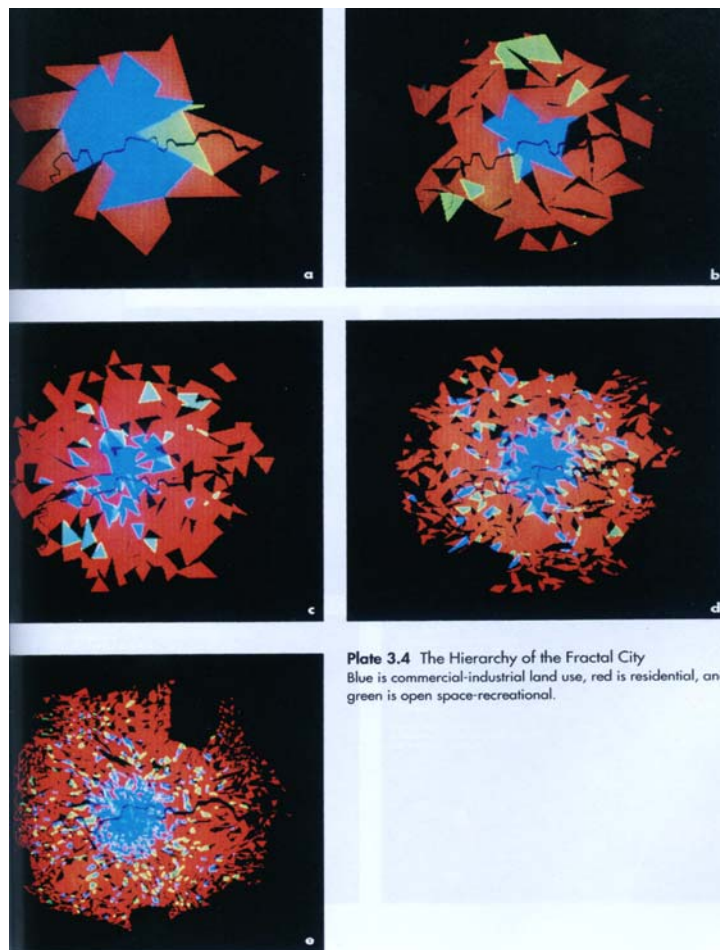 a
b
c
d
Plate 3.4 The Hierarchy of the Fractal City
Blue is commercial-industrial land use, red is residential, an
green is open space-recreational.
e